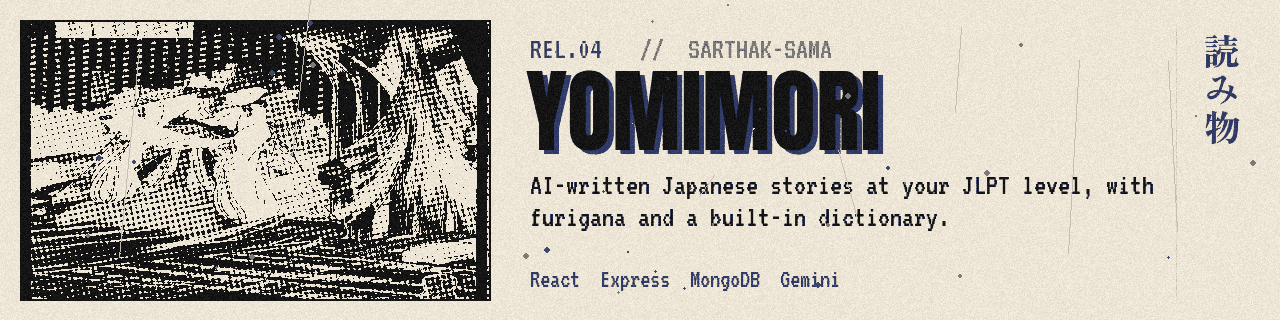 REL.04 // SARTHAK-SAMA
YOMIMORI
AI-written Japanese stories at your JLPT level, with
furigana and a built-in dictionary.
React Express MongoDB Gemini
読み物